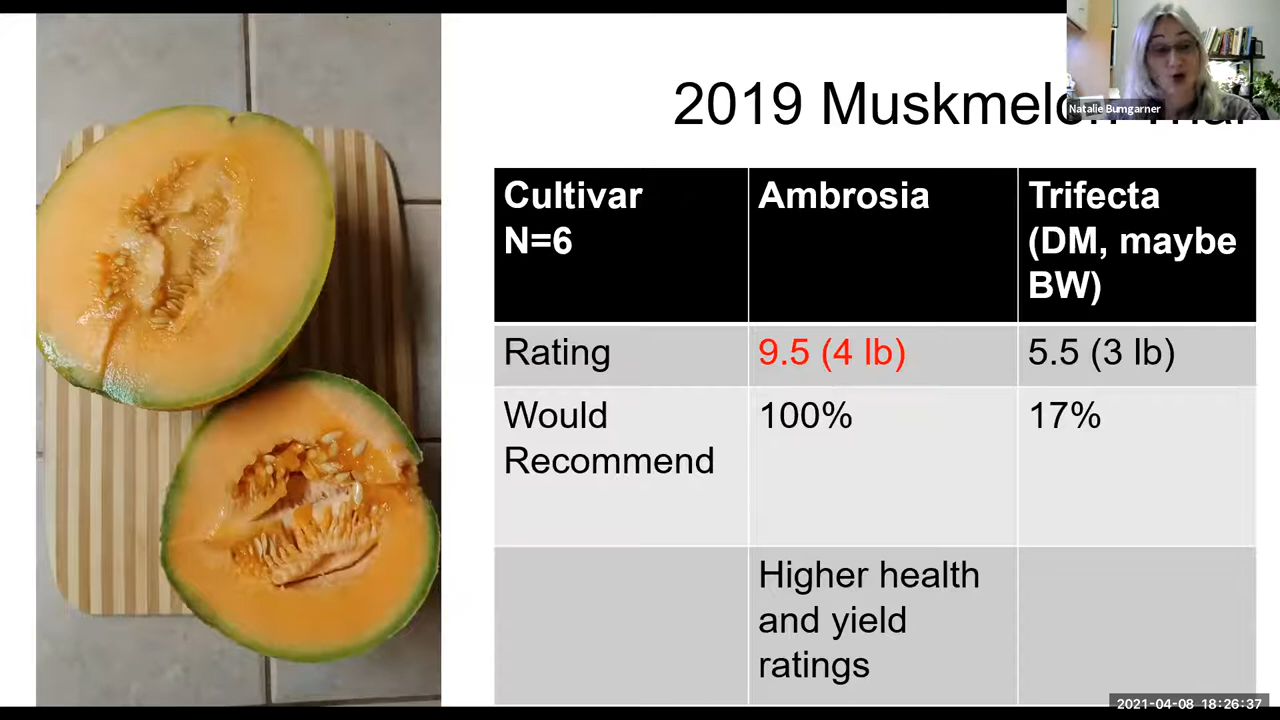 2019 Muskmelon Trial
Natalie Bumgarner
Cultivar
N=6
Ambrosia
Trifecta
(DM, maybe
BW)
Rating
9.5 (4 lb)
5.5 (3 lb)
Would
Recommend
100%
17%
Higher health
and yield
ratings
2021-04-08 18:26:37